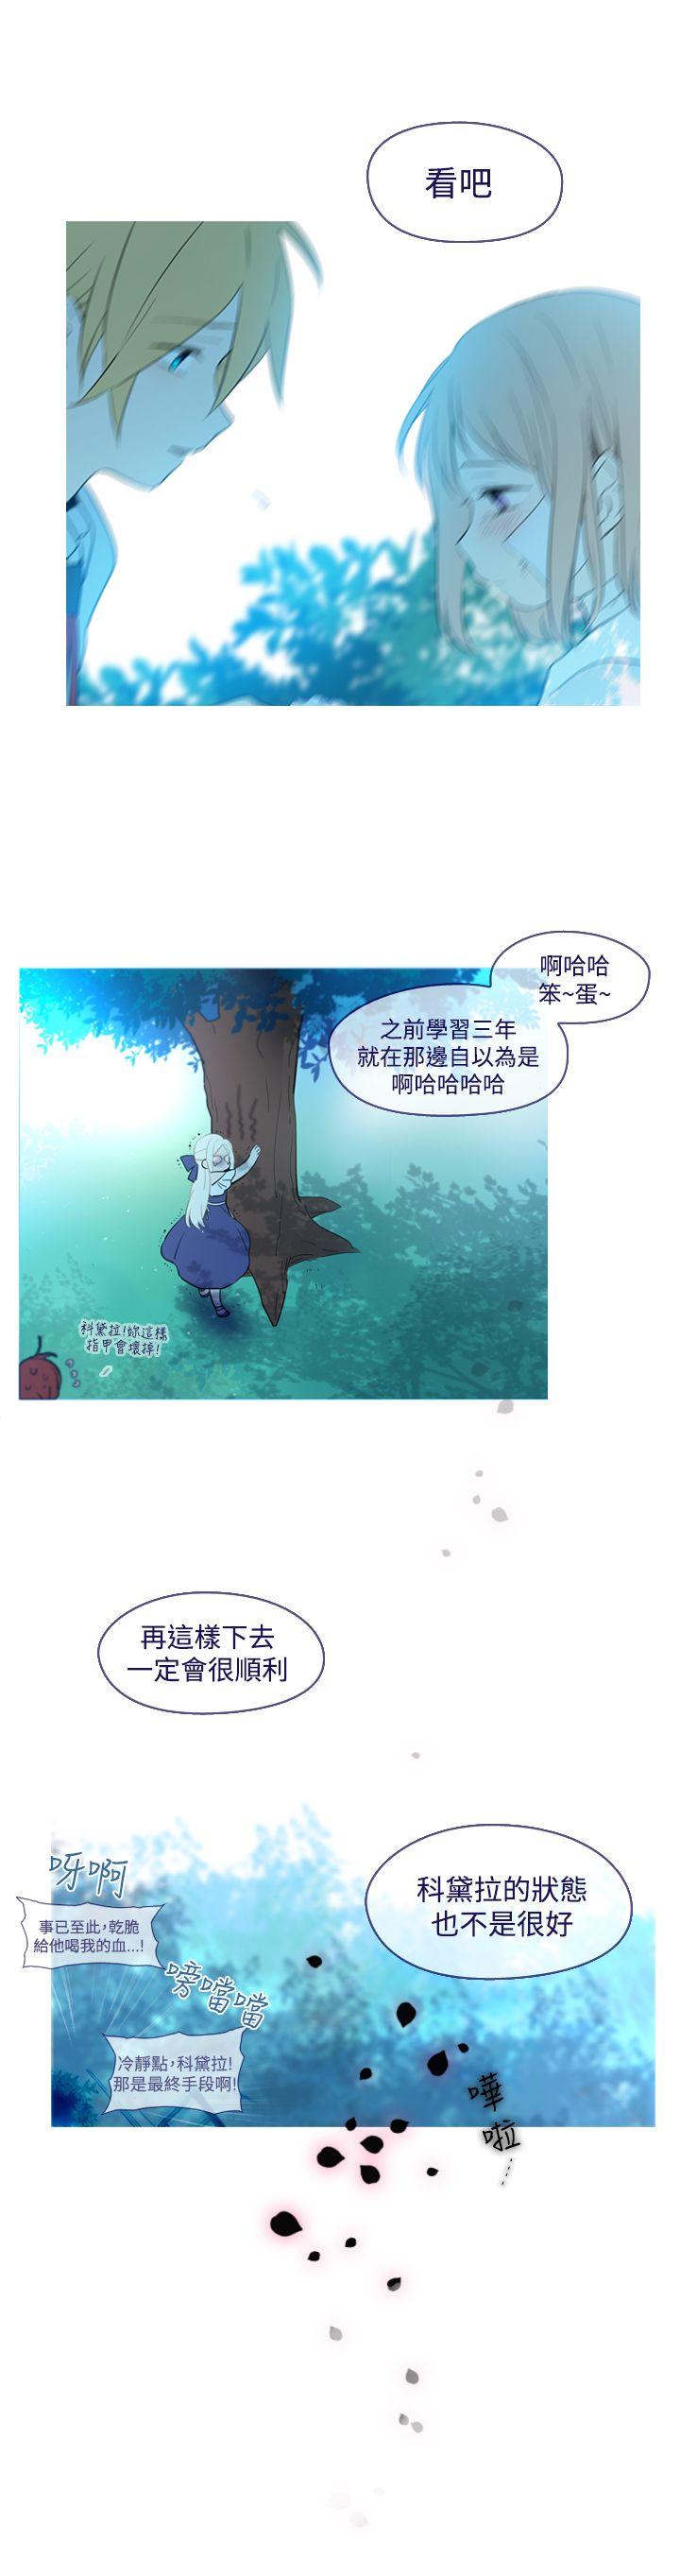 看吧
啊哈哈
笨~蛋~
之前學習三年
就在那邊自以為是
啊哈哈哈哈
科黛拉!妳這樣
指甲會壞掉!
再這樣下去
一定會很順利
科黛拉的狀態
也不是很好
呀啊
事已至此,乾脆
給他喝我的血...!
嗙噹噹
冷靜點,科黛拉!
那是最終手段啊!
嘩
啦
…